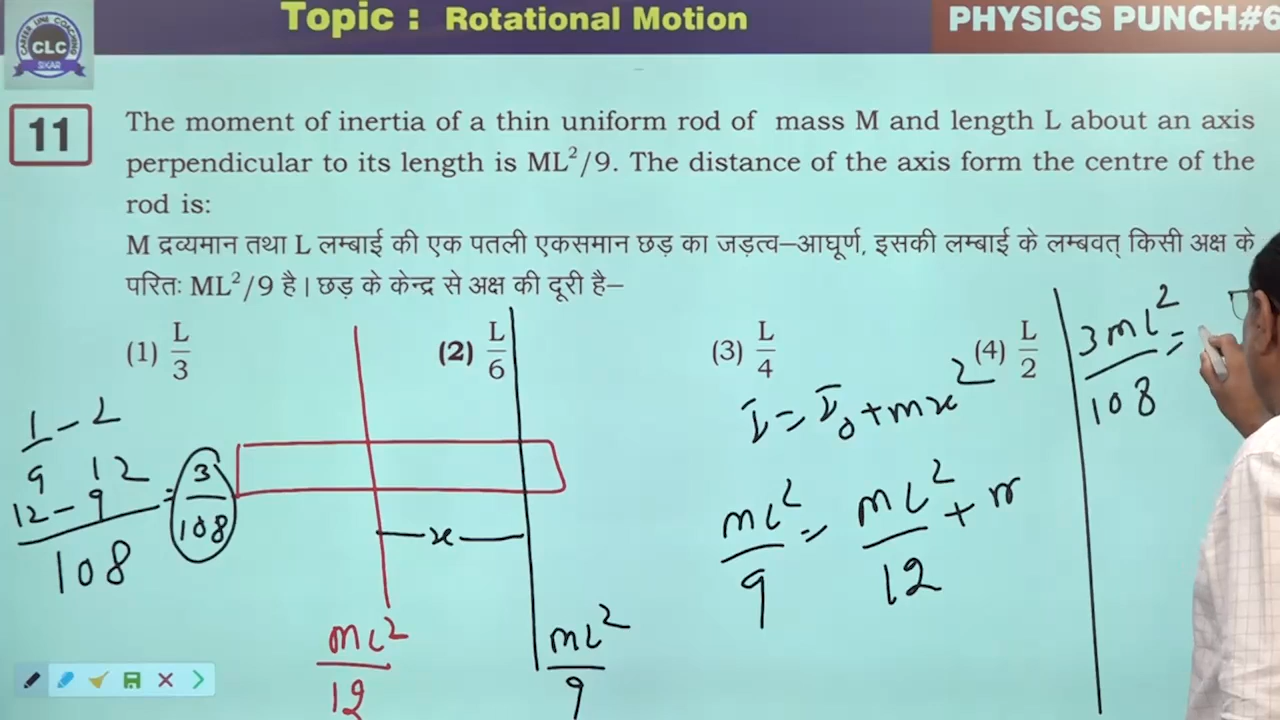 Topic : Rotational Motion
PHYSICS PUNCH#6
CAREER LINE COACHING
CLC
SIKAR
11
The moment of inertia of a thin uniform rod of mass M and length L about an axis
perpendicular to its length is ML²/9. The distance of the axis form the centre of the
rod is:
M द्रव्यमान तथा L लम्बाई की एक पतली एकसमान छड़ का जड़त्व–आघूर्ण, इसकी लम्बाई के लम्बवत् किसी अक्ष के
परितः ML²/9 है। छड़ के केन्द्र से अक्ष की दूरी है–
(1) L/3 (2) L/6 (3) L/4 (4) L/2
I = I₀ + mx²
mL²/9 = mL²/12 + m
3mL²/108 =
1/9 - 1/12
12 - 9/108 = 3/108
x
mL²/12
mL²/9